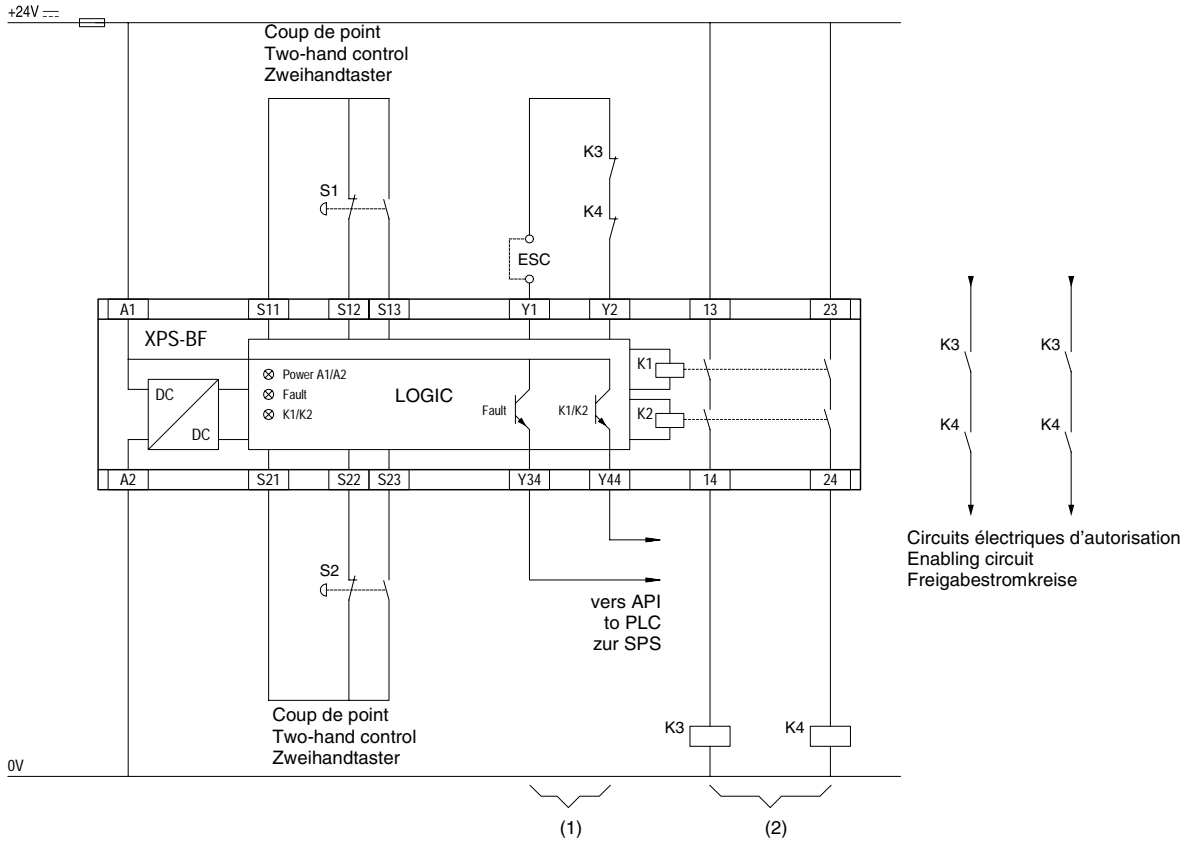 +24V
Coup de point
Two-hand control
Zweihandtaster
K3
S1
K4
ESC
A1 S11 S12 S13 Y1 Y2 13 23
XPS-BF
K1
K3 K3
Power A1/A2
DC
Fault
LOGIC
K1/K2
Fault
K1/K2
K2
K4 K4
DC
A2 S21 S22 S23 Y34 Y44 14 24
Circuits électriques d'autorisation
Enabling circuit
Freigabestromkreise
S2
vers API
to PLC
zur SPS
Coup de point
Two-hand control
Zweihandtaster
K3 K4
0V
(1) (2)